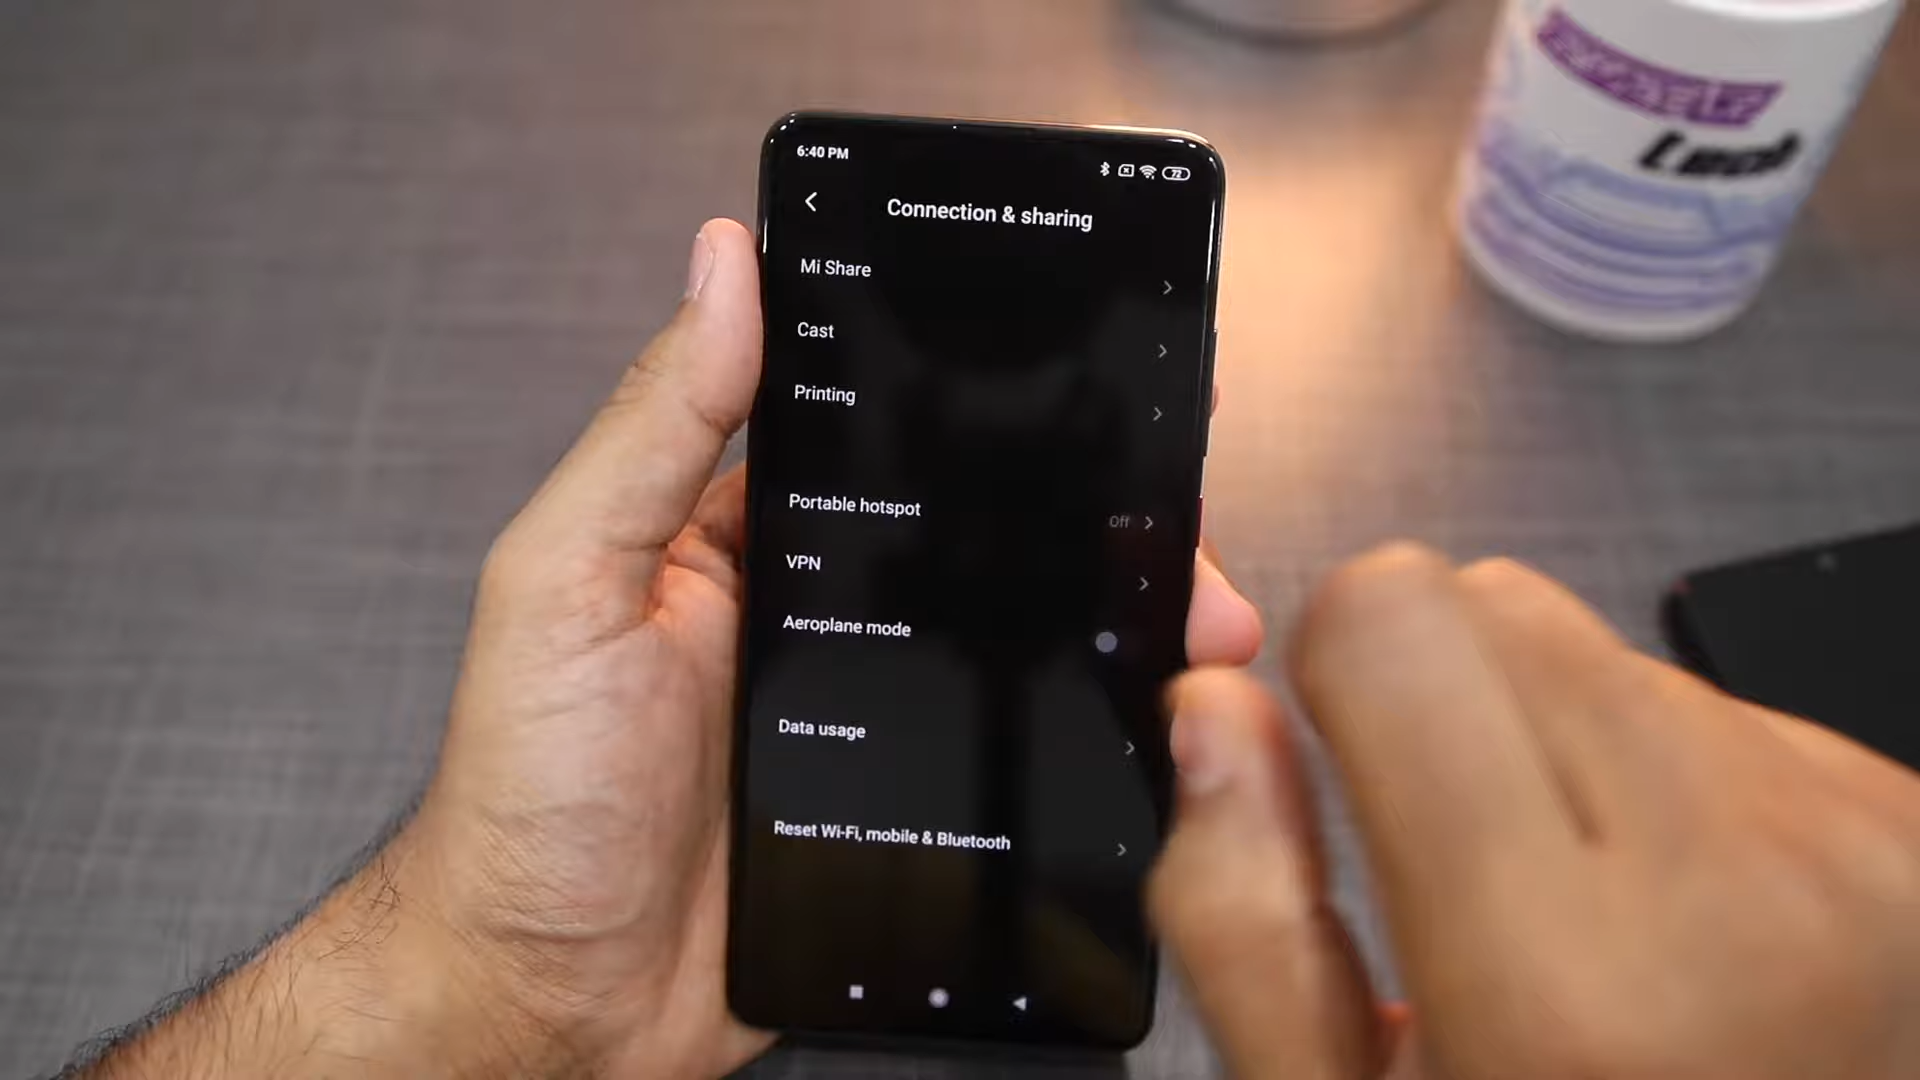 6:40 PM
72
Connection & sharing
Mi Share
Cast
Printing
Portable hotspot
Off
VPN
Aeroplane mode
Data usage
Reset Wi-Fi, mobile & Bluetooth